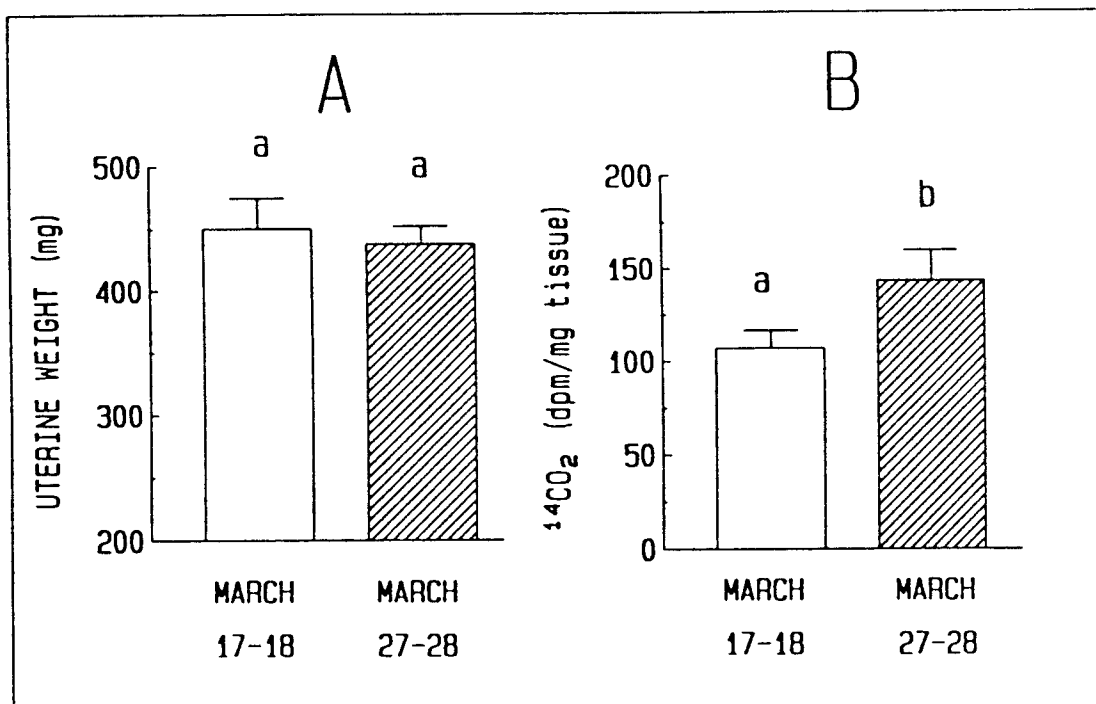 A
UTERINE WEIGHT (mg)
500
400
300
200
a
a
MARCH
17-18
MARCH
27-28
B
¹⁴CO₂ (dpm/mg tissue)
200
150
100
50
0
a
b
MARCH
17-18
MARCH
27-28